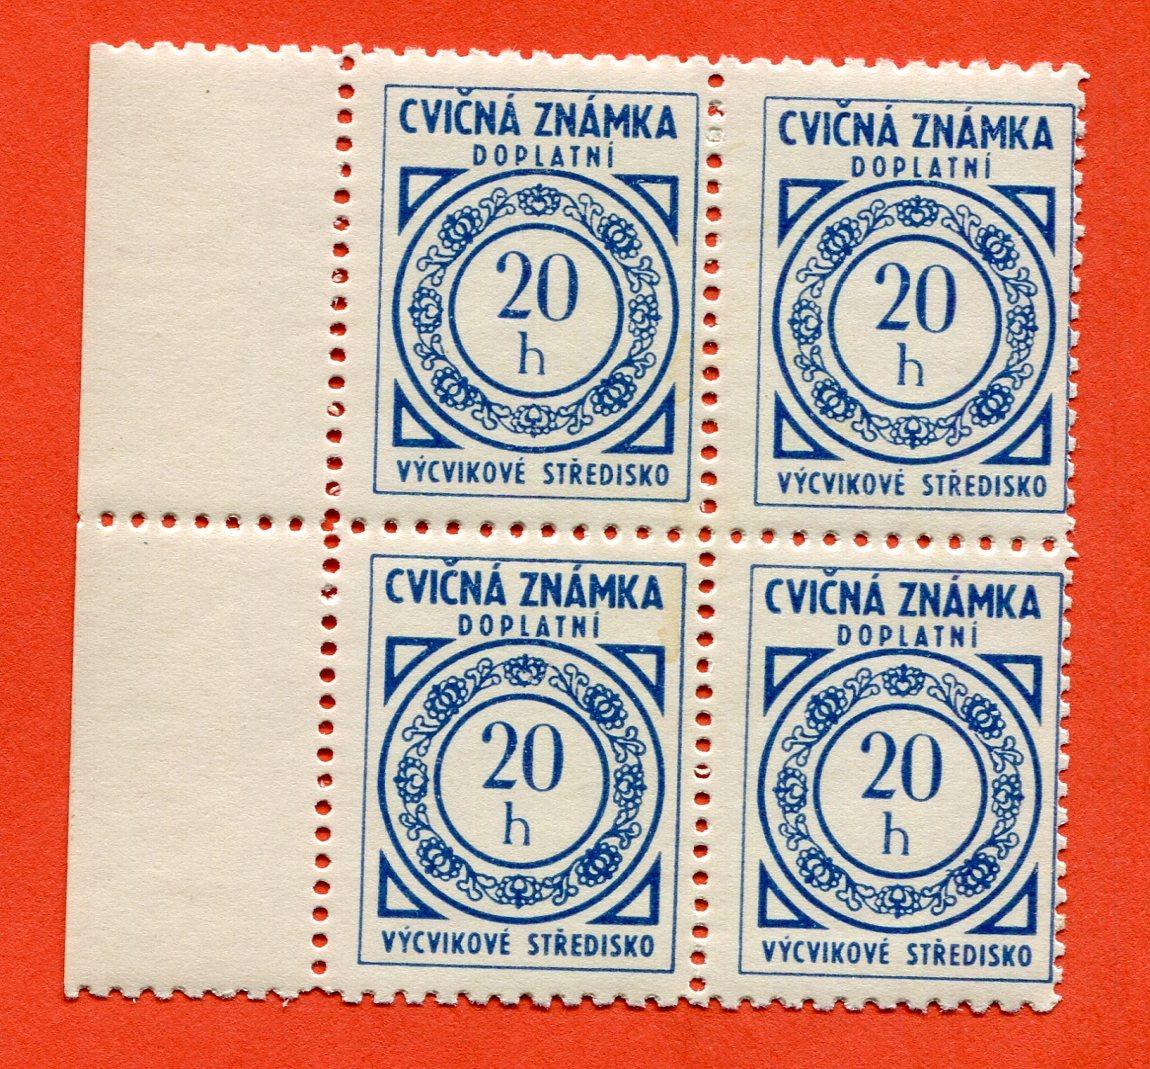 CVIČNÁ ZNÁMKA
DOPLATNÍ
20
h
VÝCVIKOVÉ STŘEDISKO
CVIČNÁ ZNÁMKA
DOPLATNÍ
20
h
VÝCVIKOVÉ STŘEDISKO
CVIČNÁ ZNÁMKA
DOPLATNÍ
20
h
VÝCVIKOVÉ STŘEDISKO
CVIČNÁ ZNÁMKA
DOPLATNÍ
20
h
VÝCVIKOVÉ STŘEDISKO